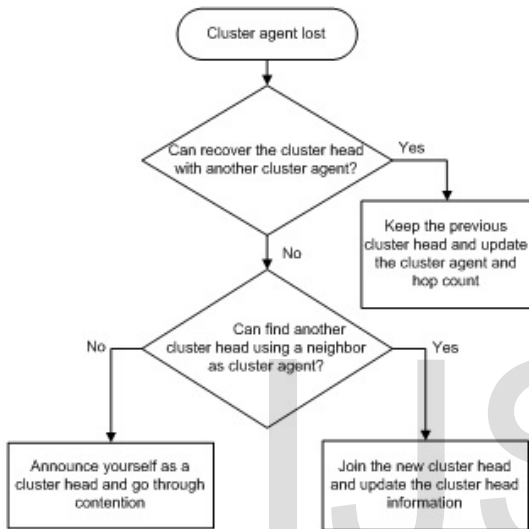 Cluster agent lost
Can recover the cluster head
with another cluster agent?
Yes
Keep the previous
cluster head and update
the cluster agent and
hop count
No
Can find another
cluster head using a neighbor
as cluster agent?
No
Yes
Announce yourself as a
cluster head and go through
contention
Join the new cluster head
and update the cluster head
information